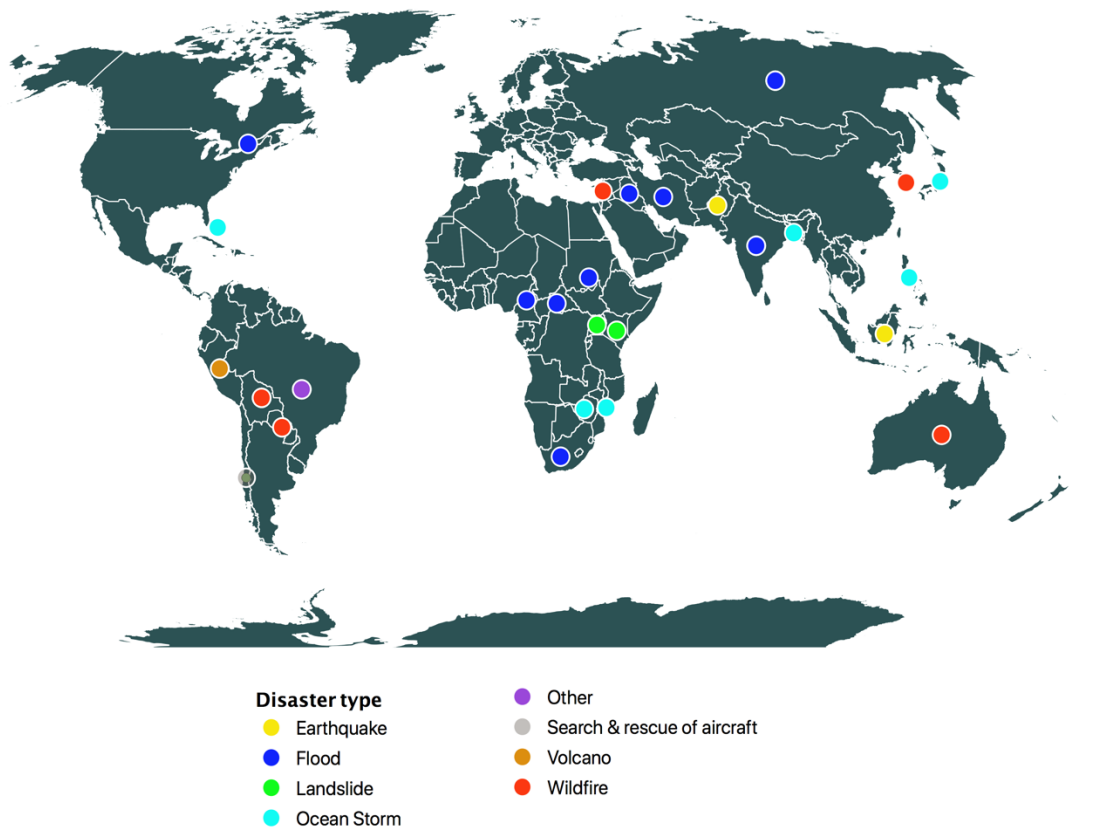 Disaster type
Earthquake
Flood
Landslide
Ocean Storm
Other
Search & rescue of aircraft
Volcano
Wildfire